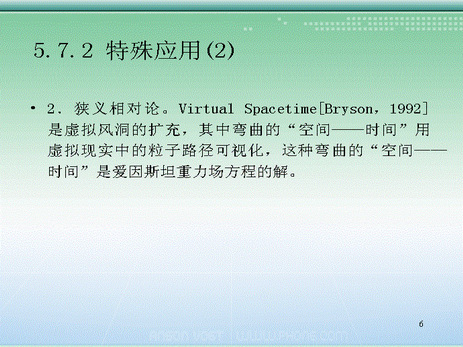 5.7.2 特殊应用(2)
• 2. 狭义相对论。Virtual Spacetime[Bryson, 1992]
是虚拟风洞的扩充，其中弯曲的“空间——时间”用
虚拟现实中的粒子路径可视化，这种弯曲的“空间——
时间”是爱因斯坦重力场方程的解。
6